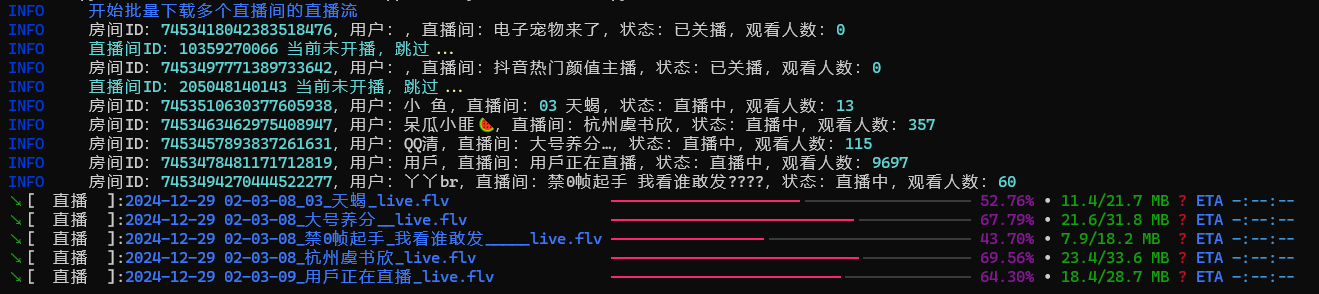 INFO 开始批量下载多个直播间的直播流
INFO 房间ID: 7453418042383518476, 用户: , 直播间: 电子宠物来了, 状态: 已关播, 观看人数: 0
INFO 直播间ID: 10359270066 当前未开播, 跳过...
INFO 房间ID: 7453497771389733642, 用户: , 直播间: 抖音热门颜值主播, 状态: 已关播, 观看人数: 0
INFO 直播间ID: 205048140143 当前未开播, 跳过...
INFO 房间ID: 7453510630377605938, 用户: 小 鱼, 直播间: 03 天蝎, 状态: 直播中, 观看人数: 13
INFO 房间ID: 7453463462975408947, 用户: 呆瓜小匪🍉, 直播间: 杭州虞书欣, 状态: 直播中, 观看人数: 357
INFO 房间ID: 7453457893837261631, 用户: QQ清, 直播间: 大号养分…, 状态: 直播中, 观看人数: 115
INFO 房间ID: 7453478481171712819, 用户: 用戶, 直播间: 用戶正在直播, 状态: 直播中, 观看人数: 9697
INFO 房间ID: 7453494270444522277, 用户: 丫丫br, 直播间: 禁0帧起手 我看谁敢发????, 状态: 直播中, 观看人数: 60
↘[ 直播 ]:2024-12-29 02-03-08_03_天蝎_live.flv 52.76% • 11.4/21.7 MB ? ETA -:--:--
↘[ 直播 ]:2024-12-29 02-03-08_大号养分__live.flv 67.79% • 21.6/31.8 MB ? ETA -:--:--
↘[ 直播 ]:2024-12-29 02-03-08_禁0帧起手_我看谁敢发_____live.flv 43.70% • 7.9/18.2 MB ? ETA -:--:--
↘[ 直播 ]:2024-12-29 02-03-08_杭州虞书欣_live.flv 69.56% • 23.4/33.6 MB ? ETA -:--:--
↘[ 直播 ]:2024-12-29 02-03-09_用戶正在直播_live.flv 64.30% • 18.4/28.7 MB ? ETA -:--:--